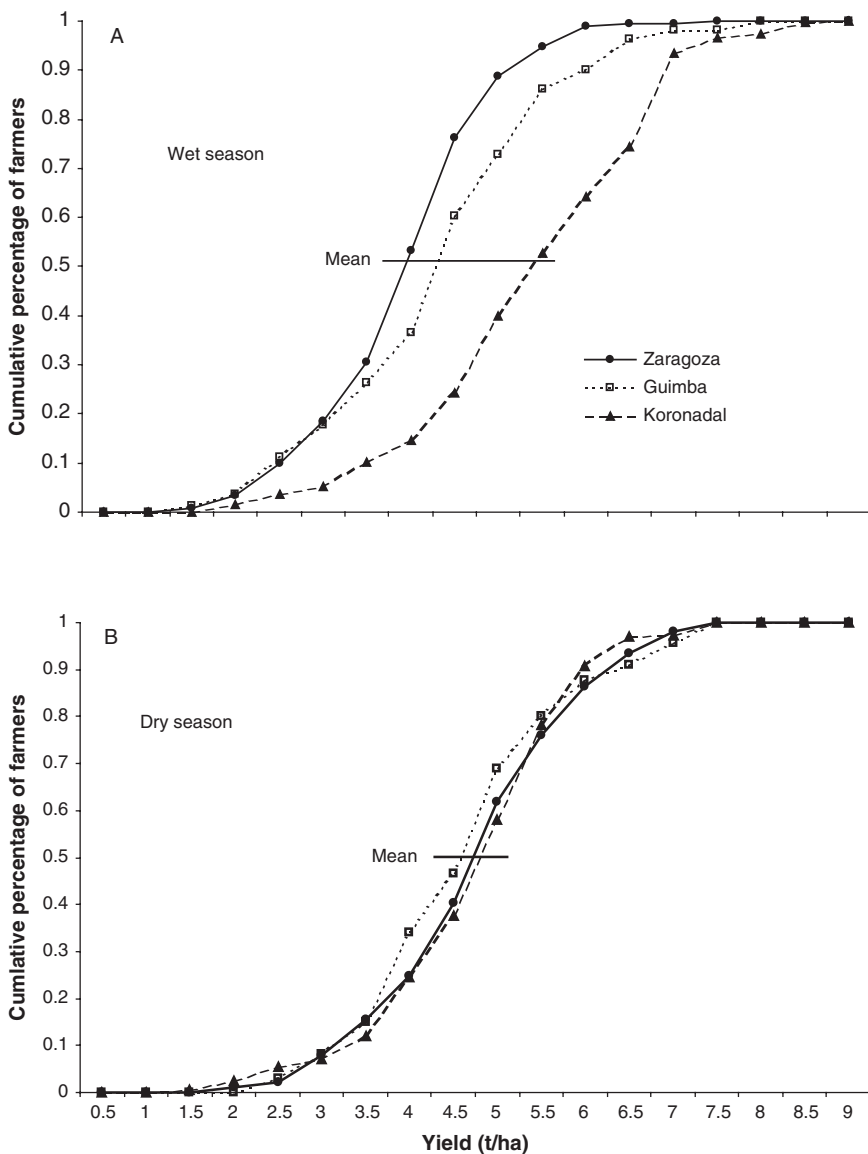 A
Cumulative percentage of farmers
1
0.9
0.8
0.7
0.6
0.5
0.4
0.3
0.2
0.1
0
Wet season
Mean
Zaragoza
Guimba
Koronadal
B
Cumlative percentage of farmers
1
0.9
0.8
0.7
0.6
0.5
0.4
0.3
0.2
0.1
0
Dry season
Mean
0.5 1 1.5 2 2.5 3 3.5 4 4.5 5 5.5 6 6.5 7 7.5 8 8.5 9
Yield (t/ha)